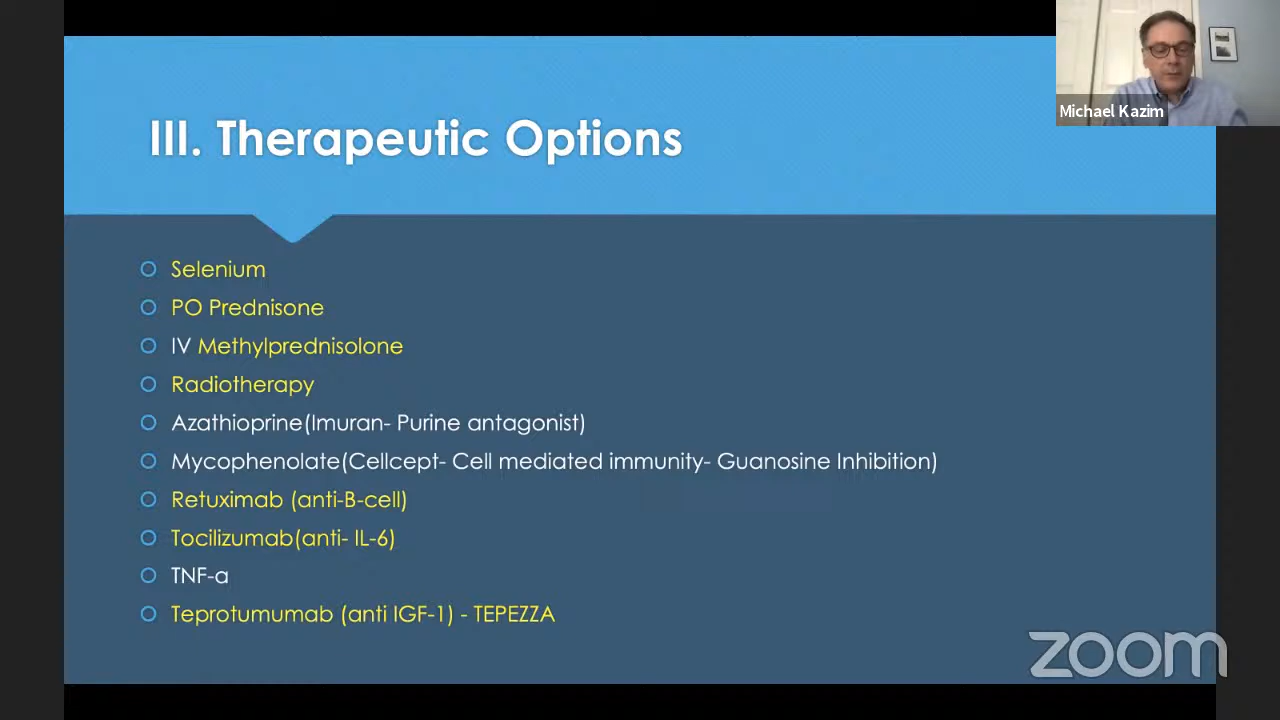 Michael Kazim
III. Therapeutic Options
Selenium
PO Prednisone
IV Methylprednisolone
Radiotherapy
Azathioprine(Imuran- Purine antagonist)
Mycophenolate(Cellcept- Cell mediated immunity- Guanosine Inhibition)
Retuximab (anti-B-cell)
Tocilizumab(anti- IL-6)
TNF-a
Teprotumumab (anti IGF-1) - TEPEZZA
zoom